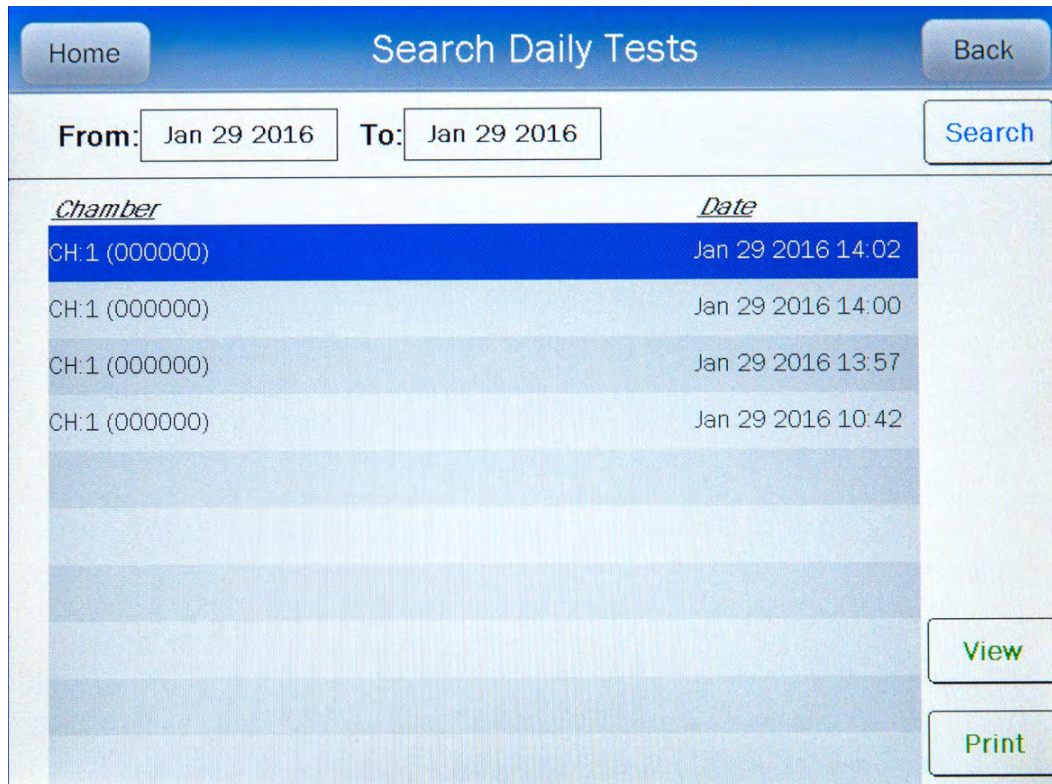 Home Search Daily Tests Back
From: Jan 29 2016 To: Jan 29 2016 Search
Chamber Date
CH:1 (000000) Jan 29 2016 14:02
CH:1 (000000) Jan 29 2016 14:00
CH:1 (000000) Jan 29 2016 13:57
CH:1 (000000) Jan 29 2016 10:42
View
Print